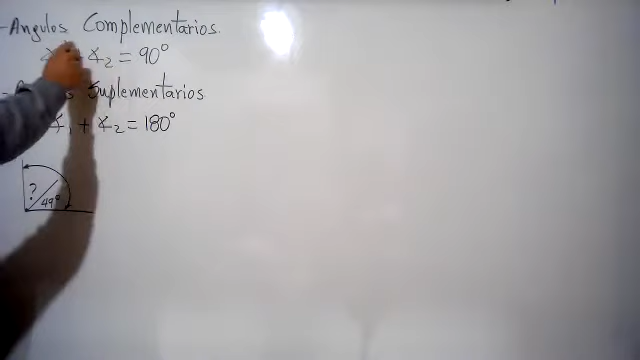 -Angulos Complementarios.
+ ∡₂ = 90°
Suplementarios
∡₁ + ∡₂ = 180°
?
49°